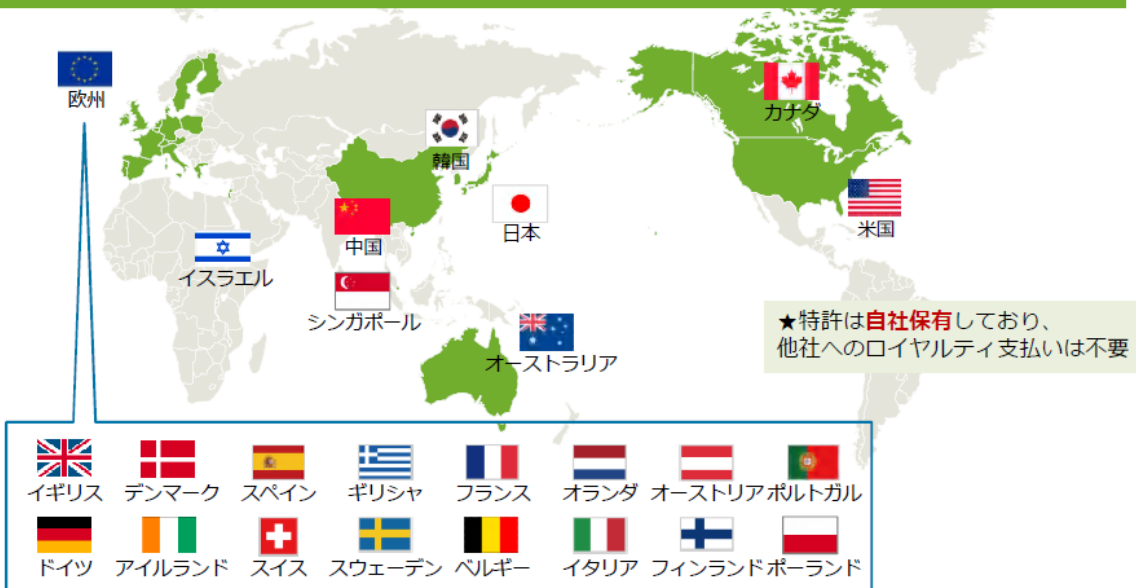 欧州
カナダ
韓国
米国
日本
中国
イスラエル
シンガポール
オーストラリア
★特許は自社保有しており、
他社へのロイヤルティ支払いは不要
イギリス デンマーク スペイン ギリシャ フランス オランダ オーストリア ポルトガル
ドイツ アイルランド スイス スウェーデン ベルギー イタリア フィンランド ポーランド